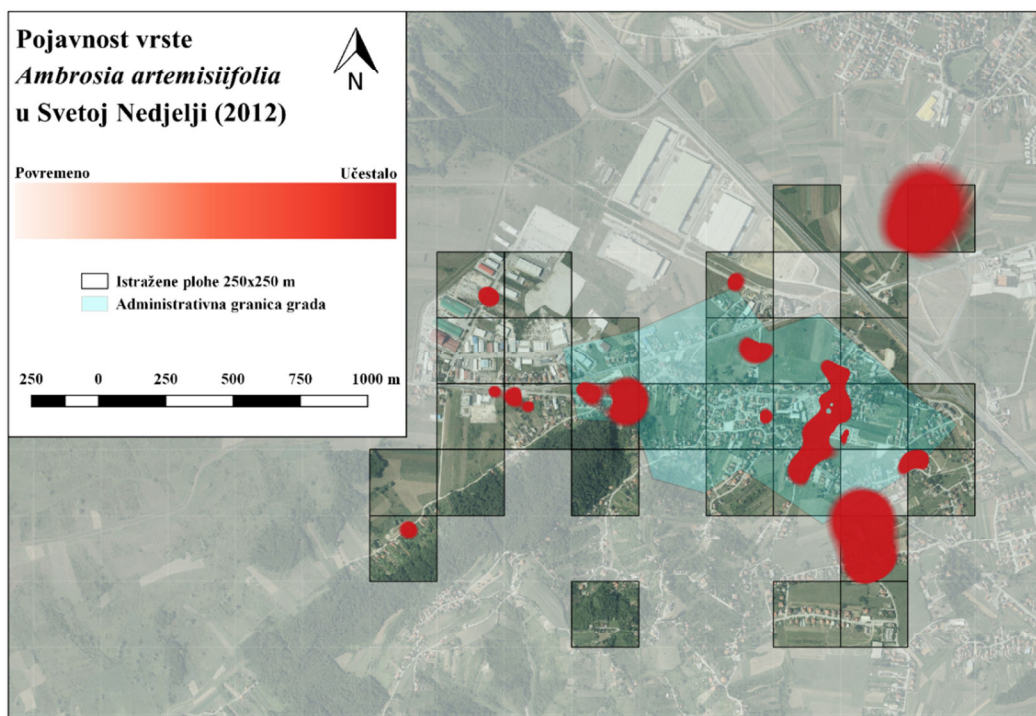 Pojavnost vrste
Ambrosia artemisiifolia
u Svetoj Nedjelji (2012)
N
Povremeno Učestalo
Istražene plohe 250x250 m
Administrativna granica grada
250 0 250 500 750 1000 m